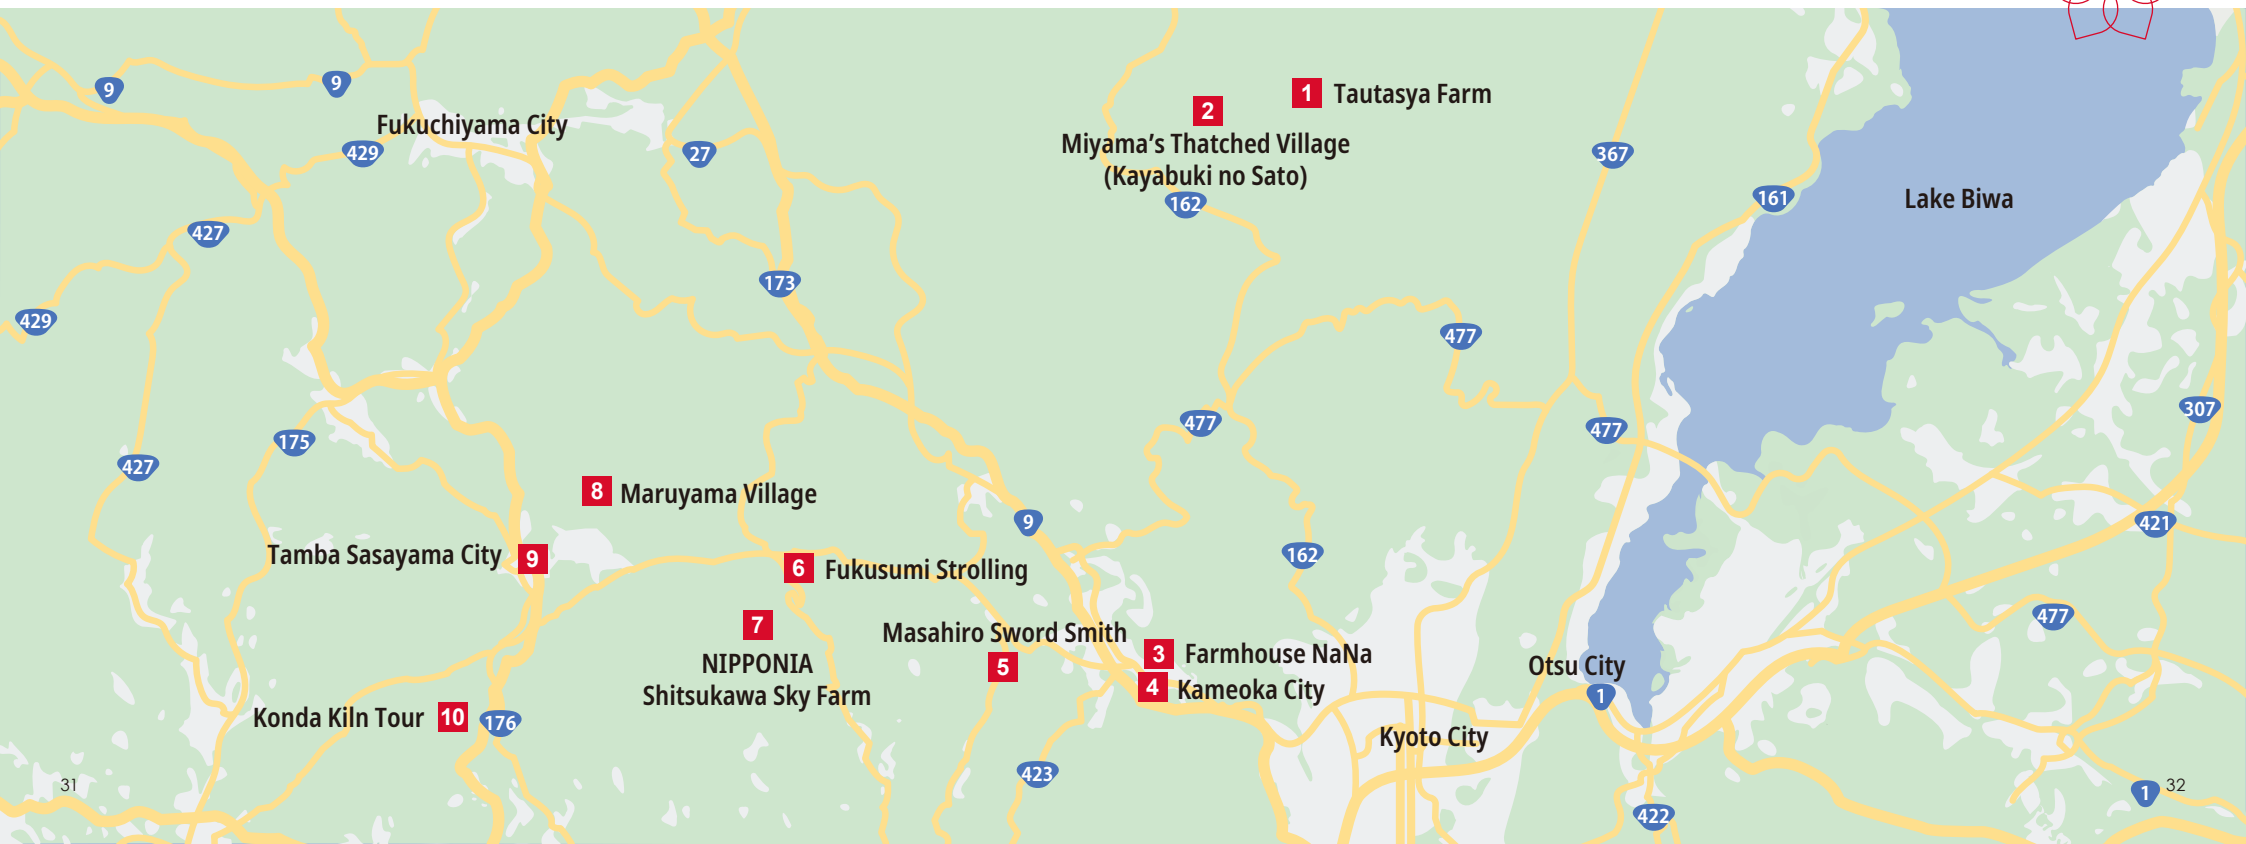 9
9
1 Tautasya Farm
2
Miyama's Thatched Village
(Kayabuki no Sato)
Fukuchiyama City
429
27
367
162
161
Lake Biwa
427
173
429
477
477
477
307
175
427
8 Maruyama Village
9
421
Tamba Sasayama City 9
6 Fukusumi Strolling
162
7
NIPPONIA
Shitsukawa Sky Farm
Masahiro Sword Smith
5
3 Farmhouse NaNa
4 Kameoka City
477
Otsu City
1
Konda Kiln Tour 10
176
Kyoto City
423
422
1
31
32